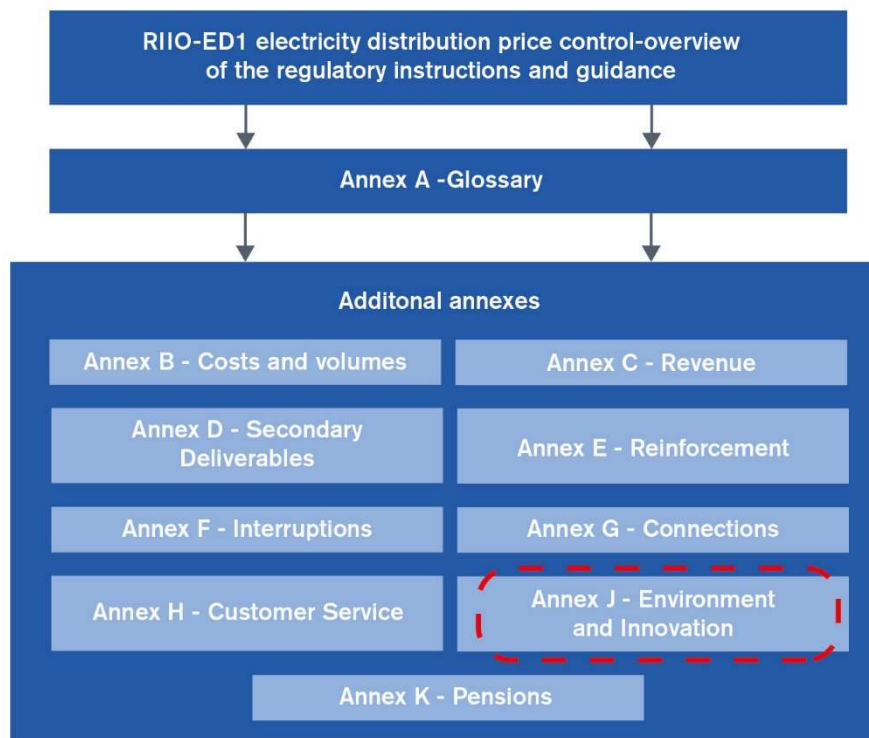 RIIO-ED1 electricity distribution price control-overview
of the regulatory instructions and guidance
Annex A -Glossary
Additonal annexes
Annex B - Costs and volumes
Annex C - Revenue
Annex D - Secondary
Deliverables
Annex E - Reinforcement
Annex F - Interruptions
Annex G - Connections
Annex H - Customer Service
Annex J - Environment
and Innovation
Annex K - Pensions